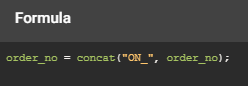 Formula
order_no = concat("ON_", order_no);